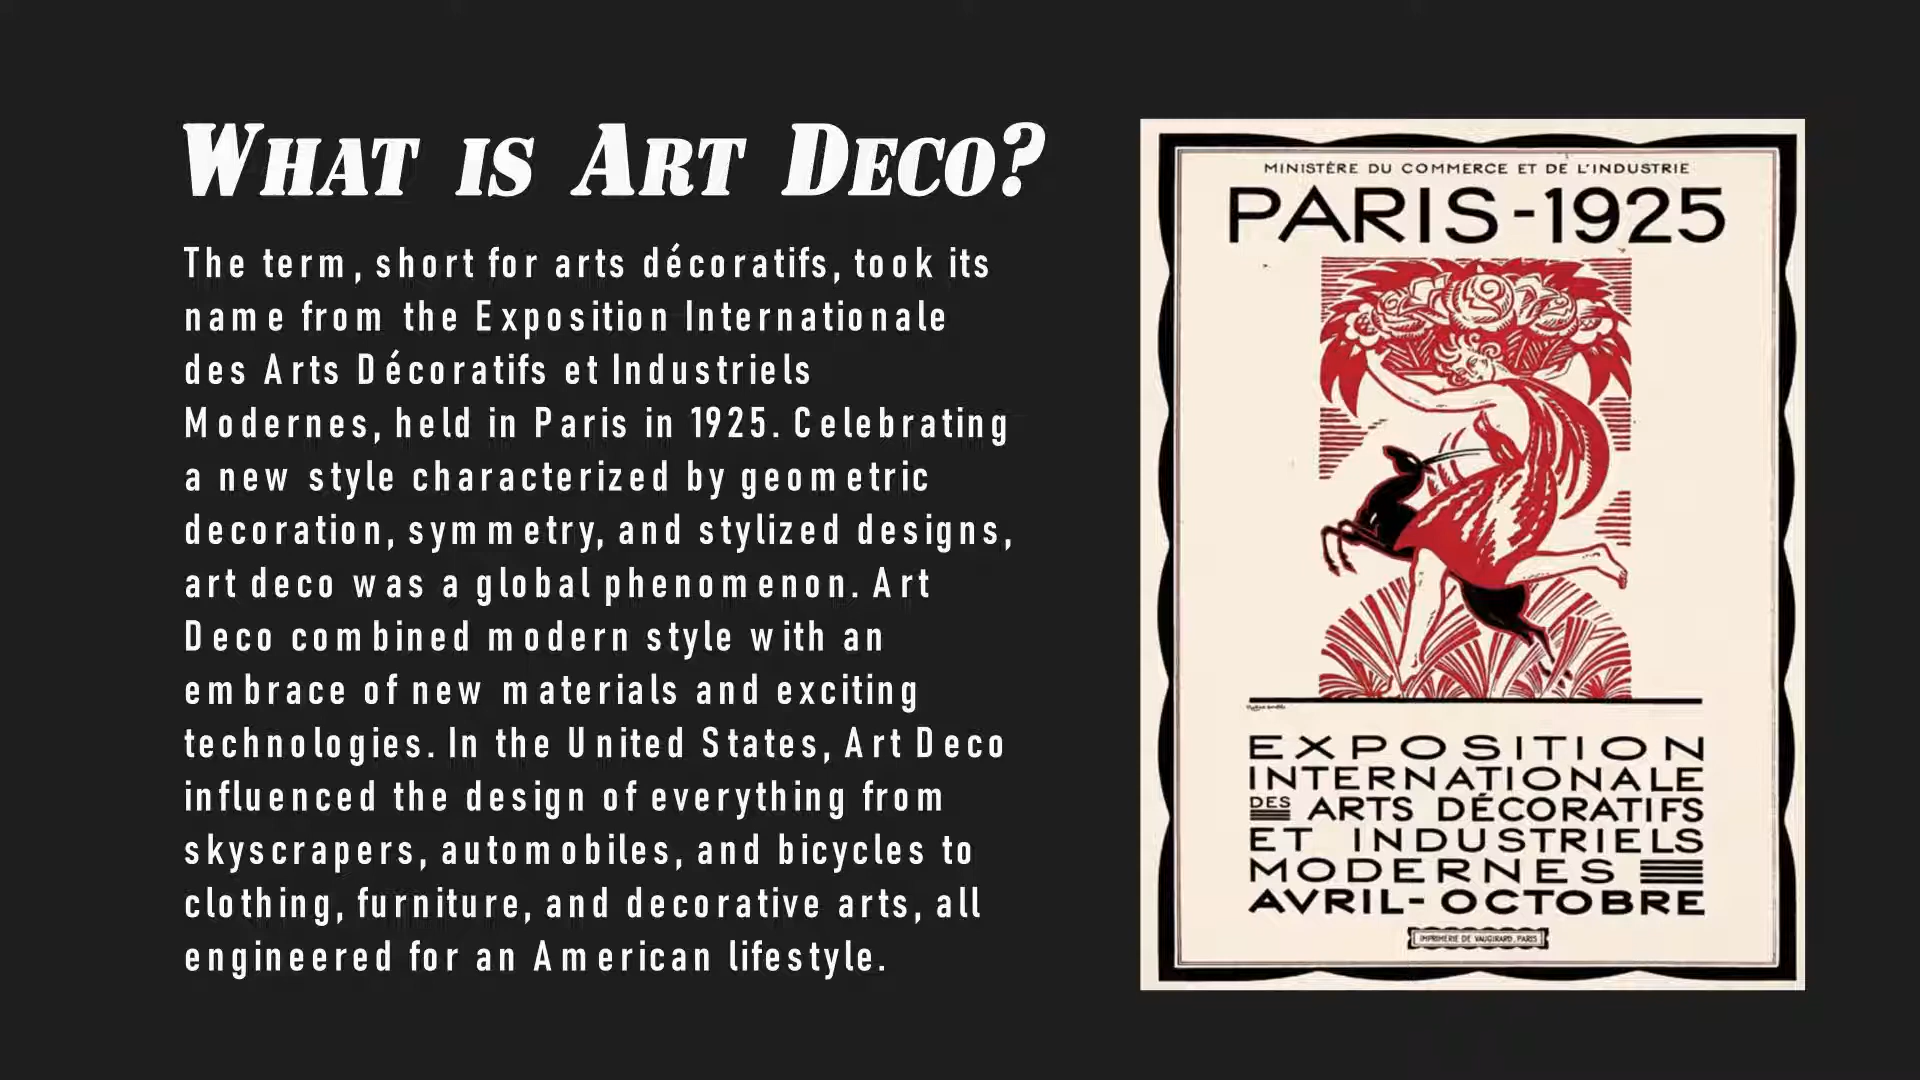 WHAT IS ART DECO?
The term, short for arts décoratifs, took its
name from the Exposition Internationale
des Arts Décoratifs et Industriels
Modernes, held in Paris in 1925. Celebrating
a new style characterized by geometric
decoration, symmetry, and stylized designs,
art deco was a global phenomenon. Art
Deco combined modern style with an
embrace of new materials and exciting
technologies. In the United States, Art Deco
influenced the design of everything from
skyscrapers, automobiles, and bicycles to
clothing, furniture, and decorative arts, all
engineered for an American lifestyle.
MINISTÈRE DU COMMERCE ET DE L'INDUSTRIE
PARIS-1925
EXPOSITION
INTERNATIONALE
DES ARTS DÉCORATIFS
ET INDUSTRIELS
MODERNES
AVRIL-OCTOBRE
IMPRIMERIE DE VAUGIRARD, PARIS